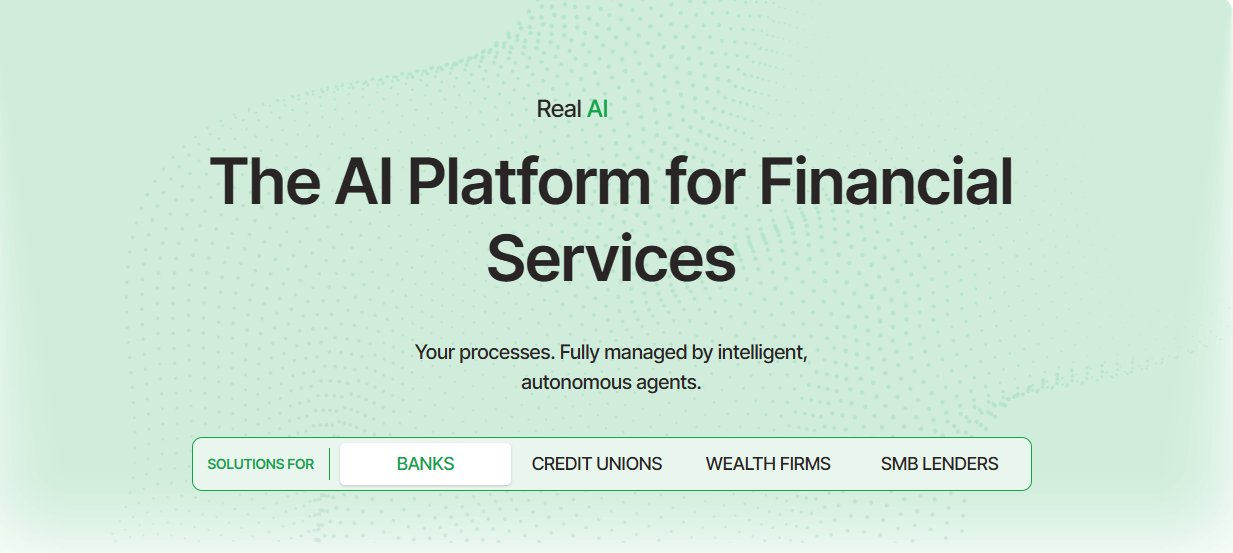 Real AI
The AI Platform for Financial
Services
Your processes. Fully managed by intelligent,
autonomous agents.
SOLUTIONS FOR BANKS CREDIT UNIONS WEALTH FIRMS SMB LENDERS